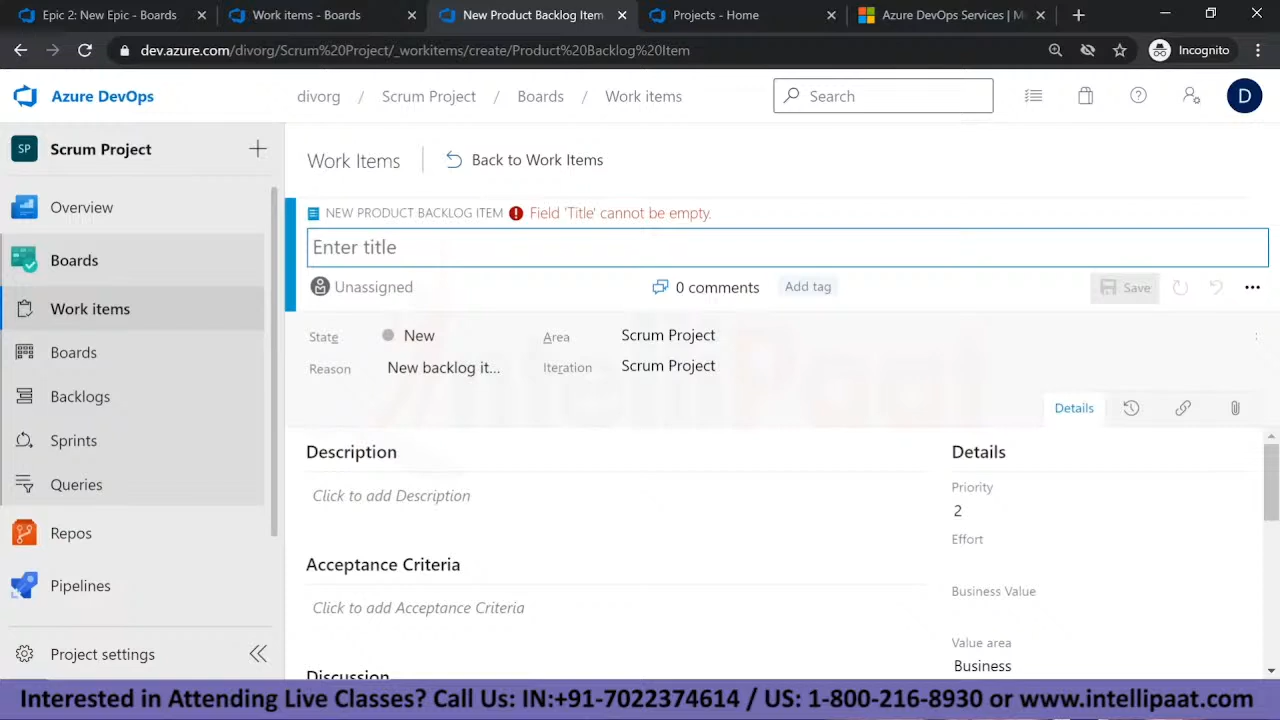 Epic 2: New Epic - Boards
Work items - Boards
New Product Backlog Item
Projects - Home
Azure DevOps Services | M
dev.azure.com/divorg/Scrum%20Project/_workitems/create/Product%20Backlog%20Item
Incognito
Azure DevOps
divorg / Scrum Project / Boards / Work items
Search
D
SP Scrum Project
Work Items
Back to Work Items
Overview
Boards
Work items
Boards
Backlogs
Sprints
Queries
Repos
Pipelines
Project settings
NEW PRODUCT BACKLOG ITEM Field 'Title' cannot be empty.
Enter title
Unassigned
0 comments
Add tag
Save
State New
Area Scrum Project
Reason New backlog it...
Iteration Scrum Project
Details
Description
Click to add Description
Acceptance Criteria
Click to add Acceptance Criteria
Discussion
Details
Priority
2
Effort
Business Value
Value area
Business
Interested in Attending Live Classes? Call Us: IN:+91-7022374614 / US: 1-800-216-8930 or www.intellipaat.com